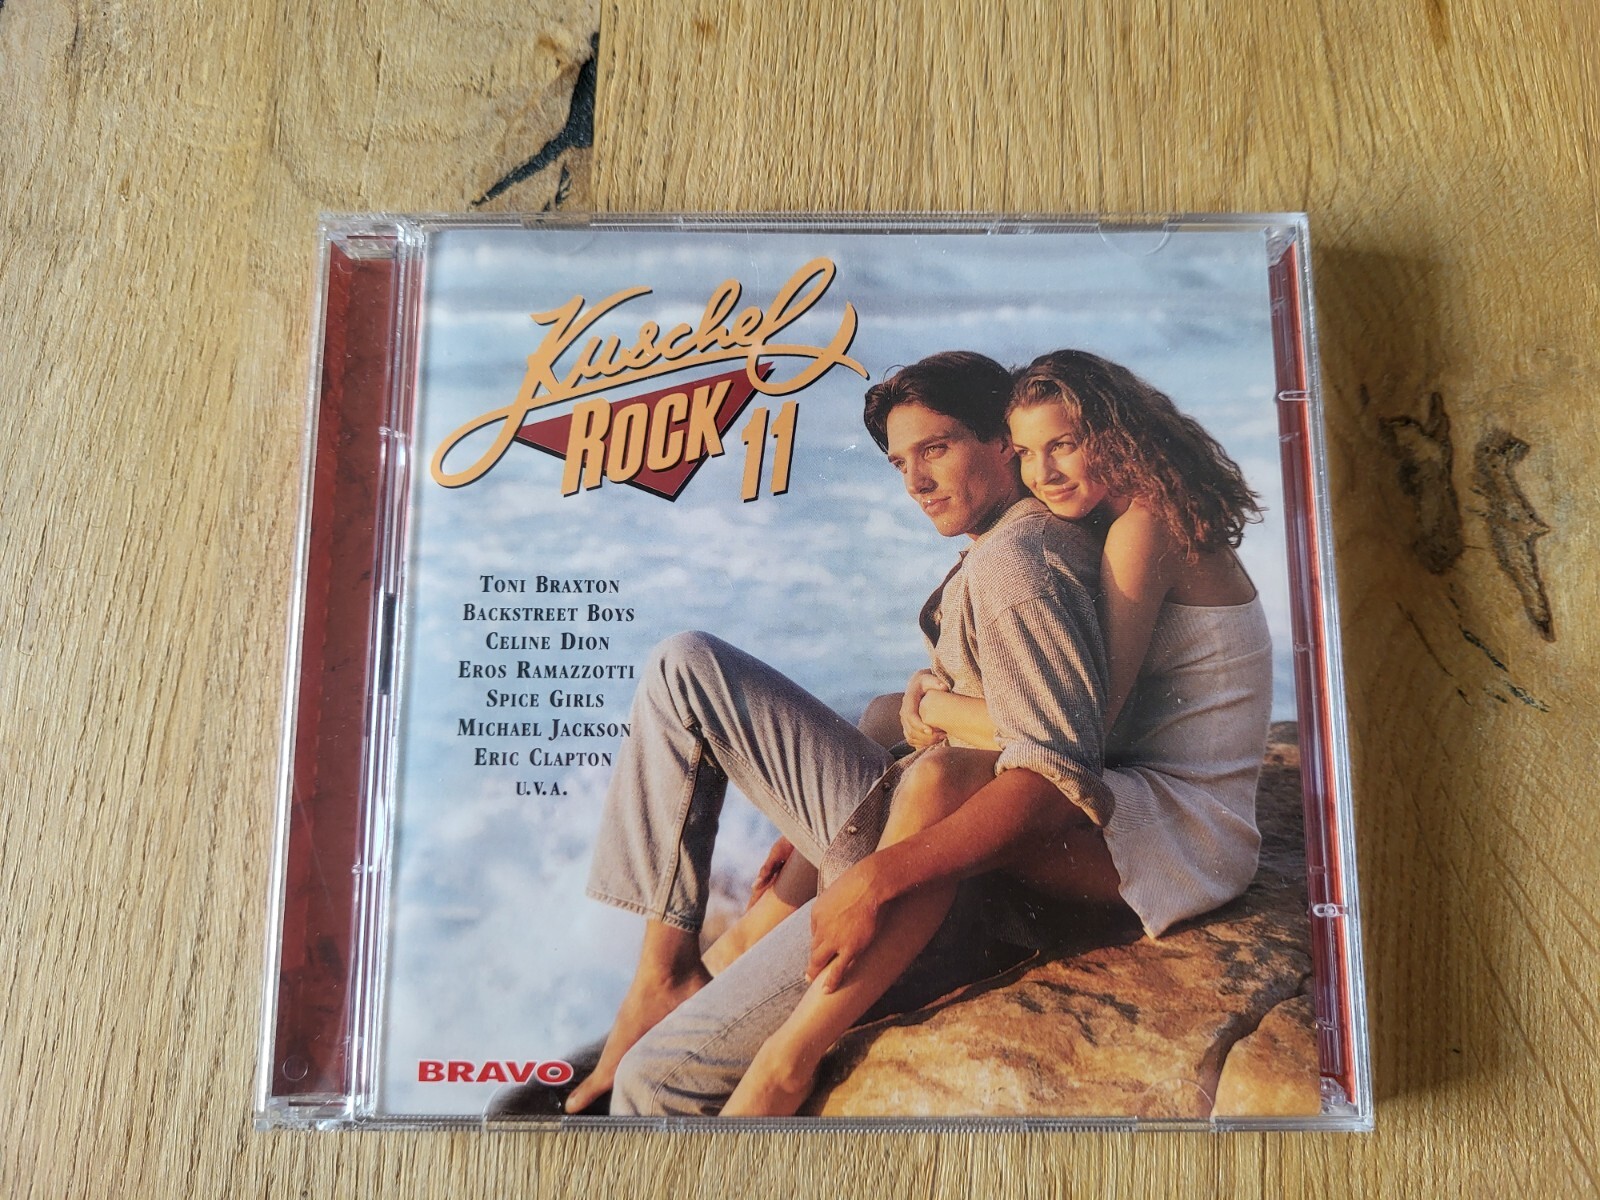 Kuschel
ROCK 11
TONI BRAXTON
BACKSTREET BOYS
CELINE DION
EROS RAMAZZOTTI
SPICE GIRLS
MICHAEL JACKSON
ERIC CLAPTON
U.V.A.
BRAVO